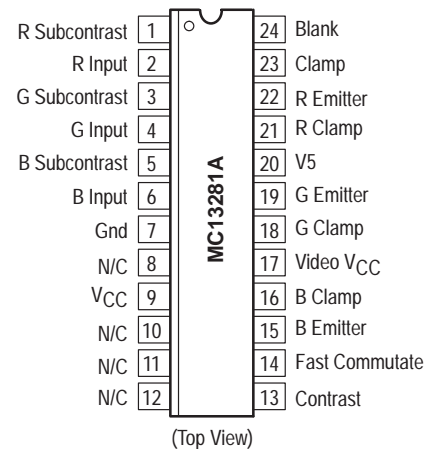 R Subcontrast 1 24 Blank
R Input 2 23 Clamp
G Subcontrast 3 22 R Emitter
G Input 4 21 R Clamp
B Subcontrast 5 20 V5
B Input 6 19 G Emitter
Gnd 7 18 G Clamp
N/C 8 17 Video VCC
VCC 9 16 B Clamp
N/C 10 15 B Emitter
N/C 11 14 Fast Commutate
N/C 12 13 Contrast
MC13281A
(Top View)